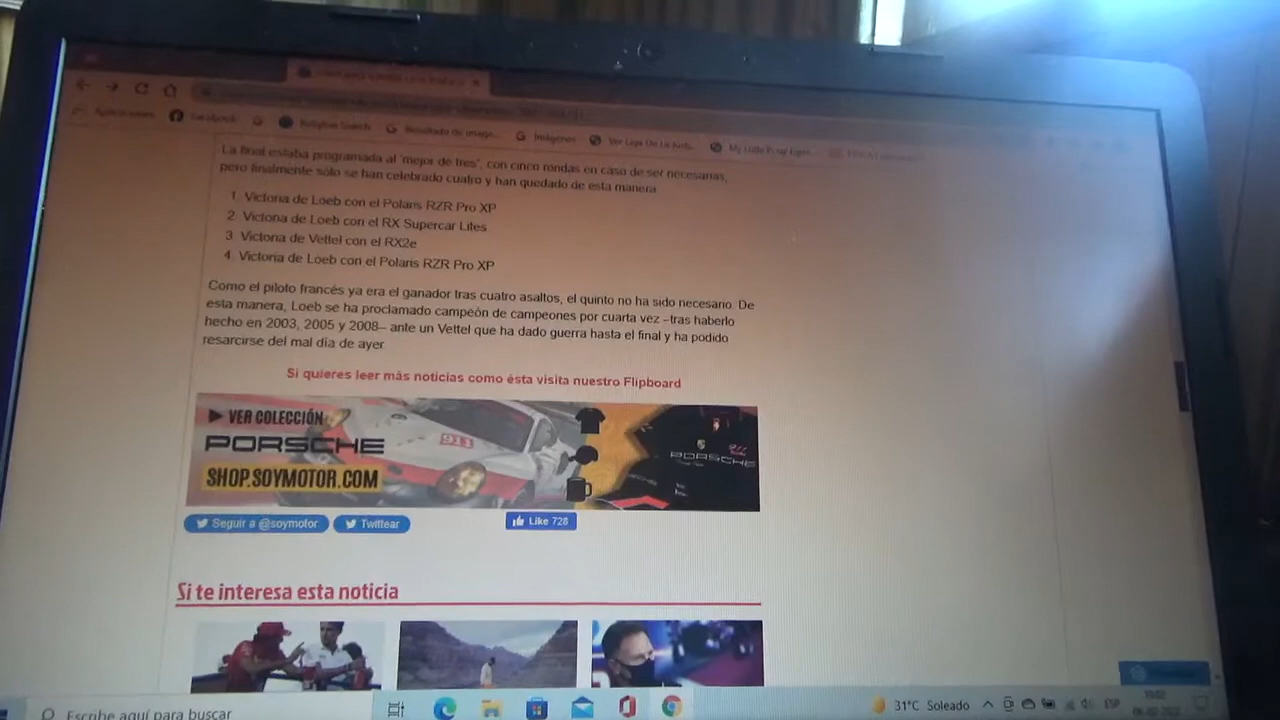 Facebook
Imágenes
La final estaba programada al 'mejor de tres', con cinco rondas en caso de ser necesarias,
pero finalmente sólo se han celebrado cuatro y han quedado de esta manera
1. Victoria de Loeb con el Polaris RZR Pro XP
2. Victoria de Loeb con el RX Supercar Lites
3. Victoria de Vettel con el RX2e
4. Victoria de Loeb con el Polaris RZR Pro XP
Como el piloto francés ya era el ganador tras cuatro asaltos, el quinto no ha sido necesario. De
esta manera, Loeb se ha proclamado campeón de campeones por cuarta vez –tras haberlo
hecho en 2003, 2005 y 2008– ante un Vettel que ha dado guerra hasta el final y ha podido
resarcirse del mal día de ayer
Si quieres leer más noticias como ésta visita nuestro Flipboard
VER COLECCIÓN
PORSCHE
SHOP.SOYMOTOR.COM
911
PORSCHE
Seguir a @soymotor
Twittear
Like 728
Si te interesa esta noticia
Escribe aquí para buscar
31°C Soleado
ESP